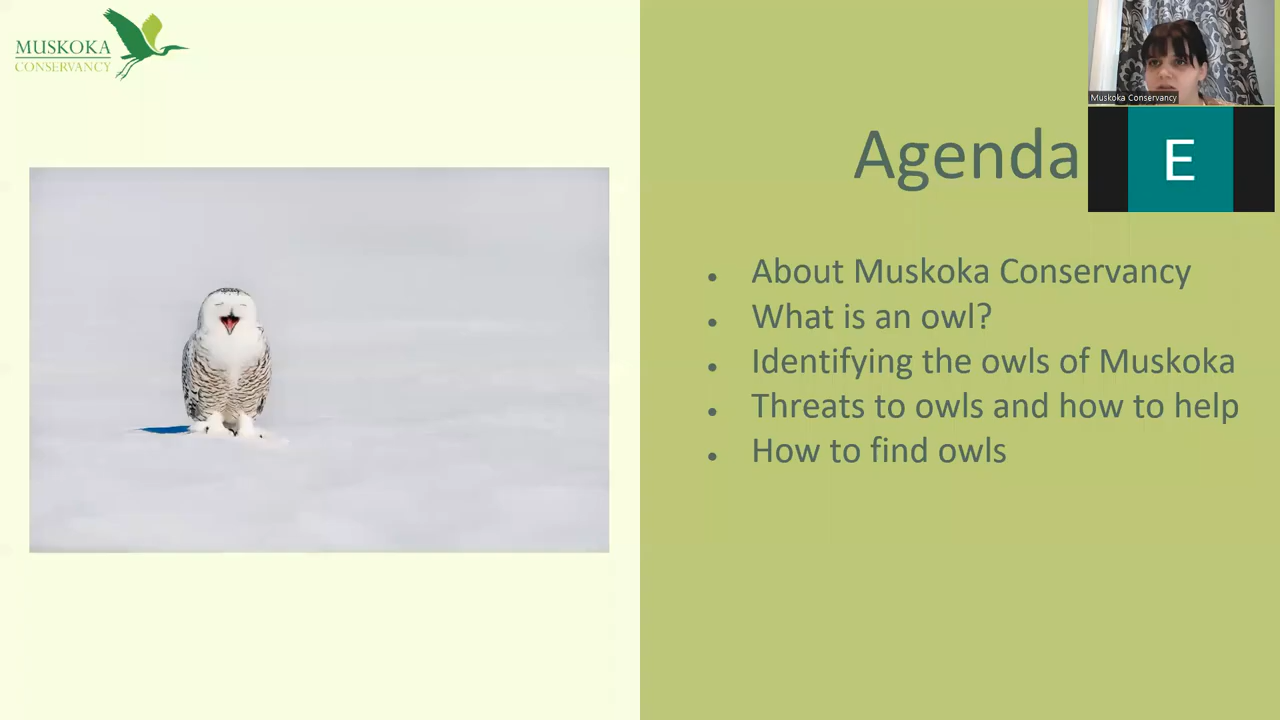 MUSKOKA
CONSERVANCY
Agenda
Muskoka Conservancy
E
• About Muskoka Conservancy
• What is an owl?
• Identifying the owls of Muskoka
• Threats to owls and how to help
• How to find owls